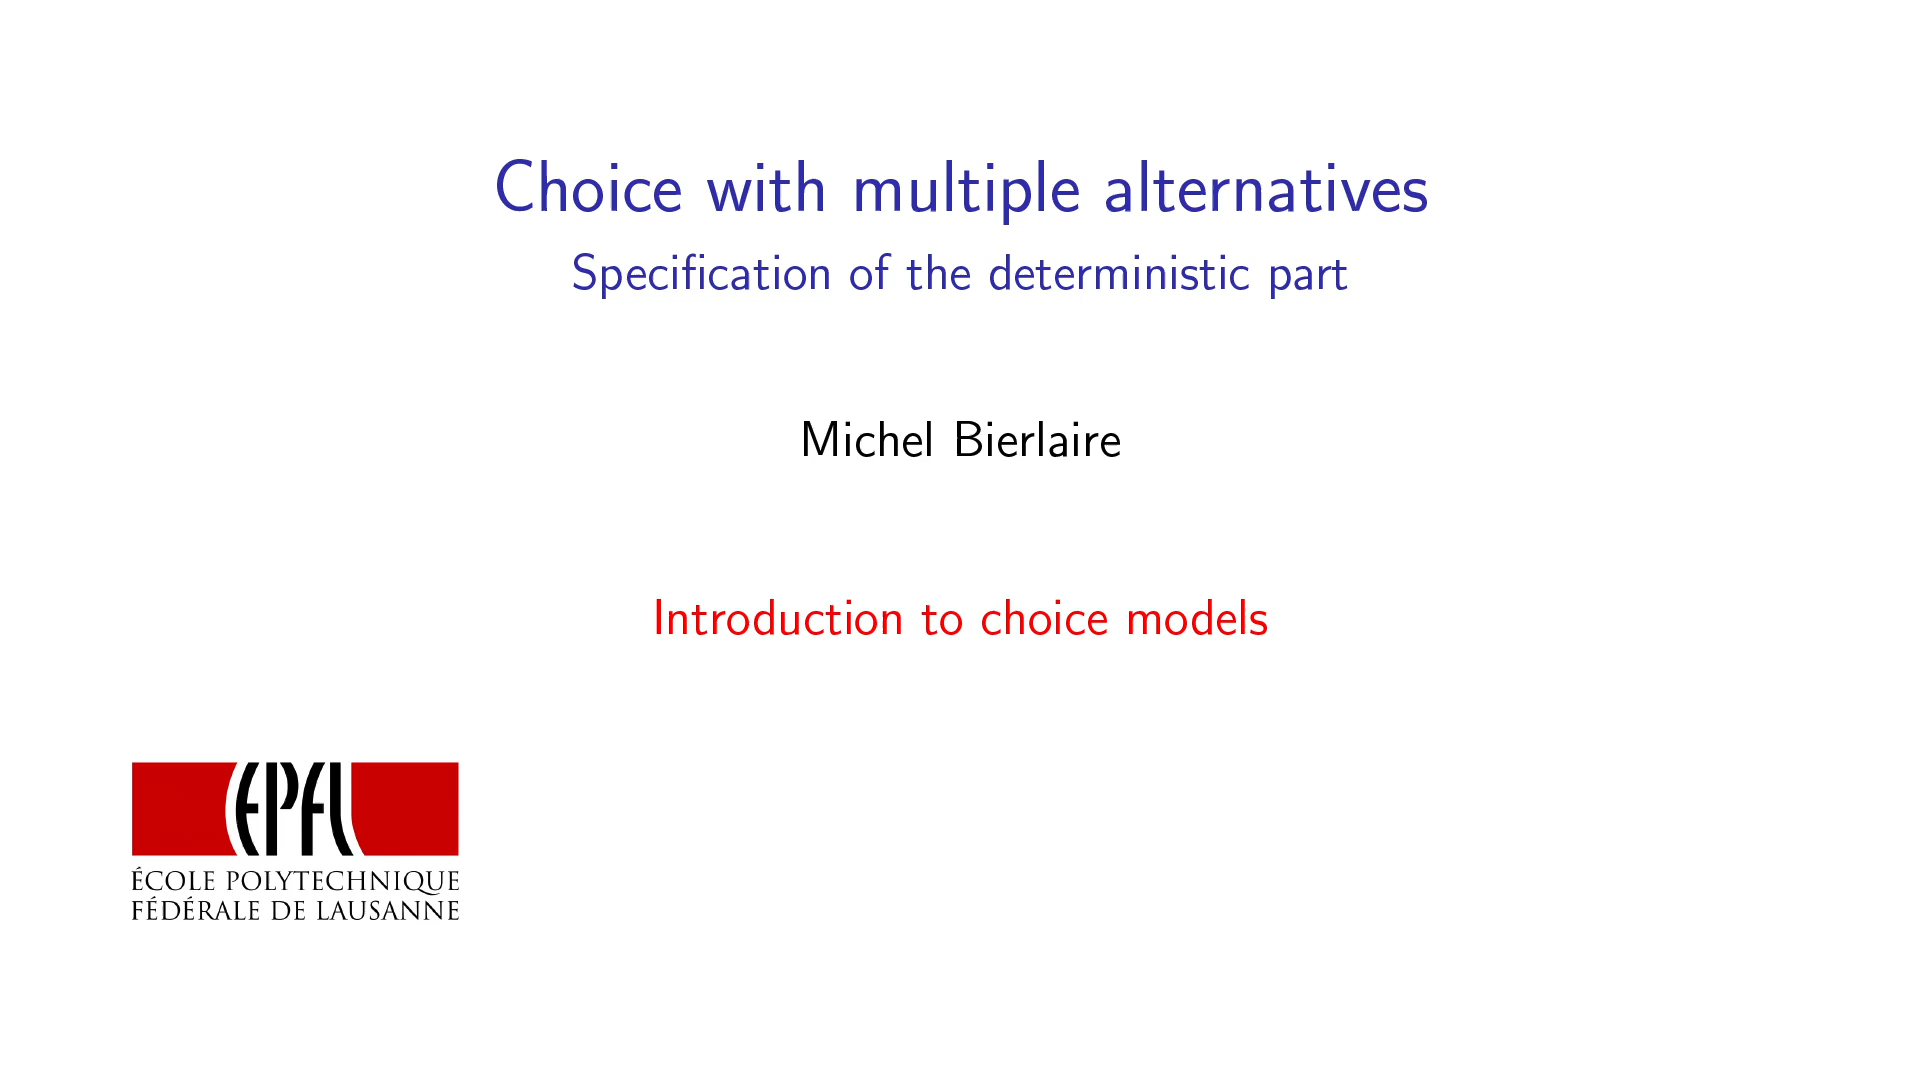 Choice with multiple alternatives
Specification of the deterministic part
Michel Bierlaire
Introduction to choice models
EPFL
ÉCOLE POLYTECHNIQUE
FÉDÉRALE DE LAUSANNE